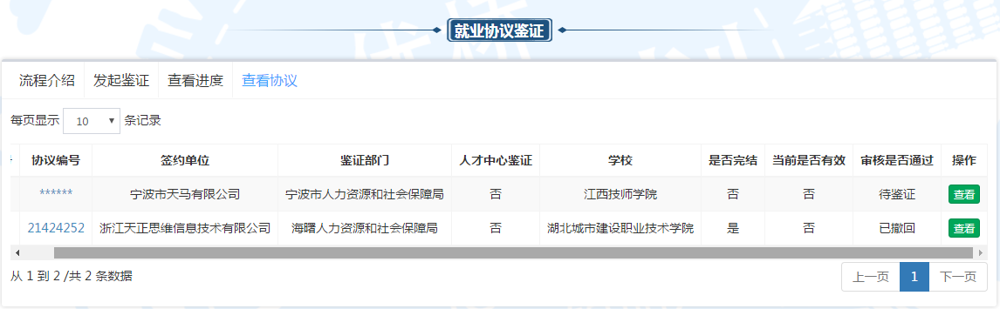 就业协议鉴证
流程介绍 发起鉴证 查看进度 查看协议
每页显示 10 条记录
协议编号 签约单位 鉴证部门 人才中心鉴证 学校 是否完结 当前是否有效 审核是否通过 操作
****** 宁波市天马有限公司 宁波市人力资源和社会保障局 否 江西技师学院 否 否 待鉴证 查看
21424252 浙江天正思维信息技术有限公司 海曙人力资源和社会保障局 否 湖北城市建设职业技术学院 是 否 已撤回 查看
从 1 到 2 /共 2 条数据
上一页 1 下一页